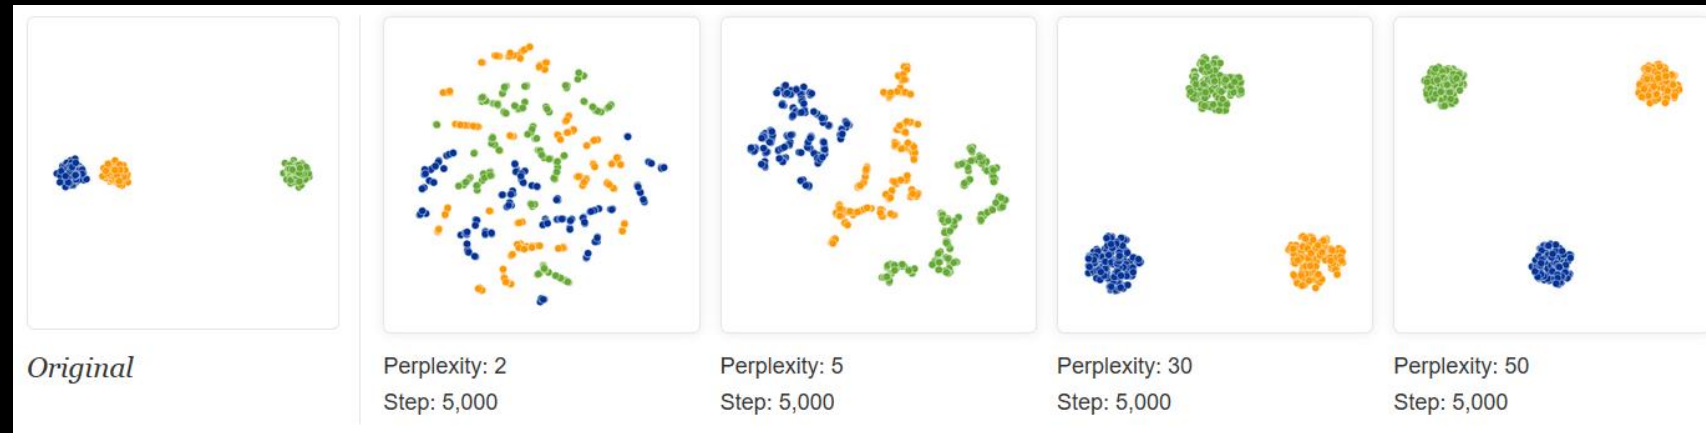 Original
Perplexity: 2
Step: 5,000
Perplexity: 5
Step: 5,000
Perplexity: 30
Step: 5,000
Perplexity: 50
Step: 5,000